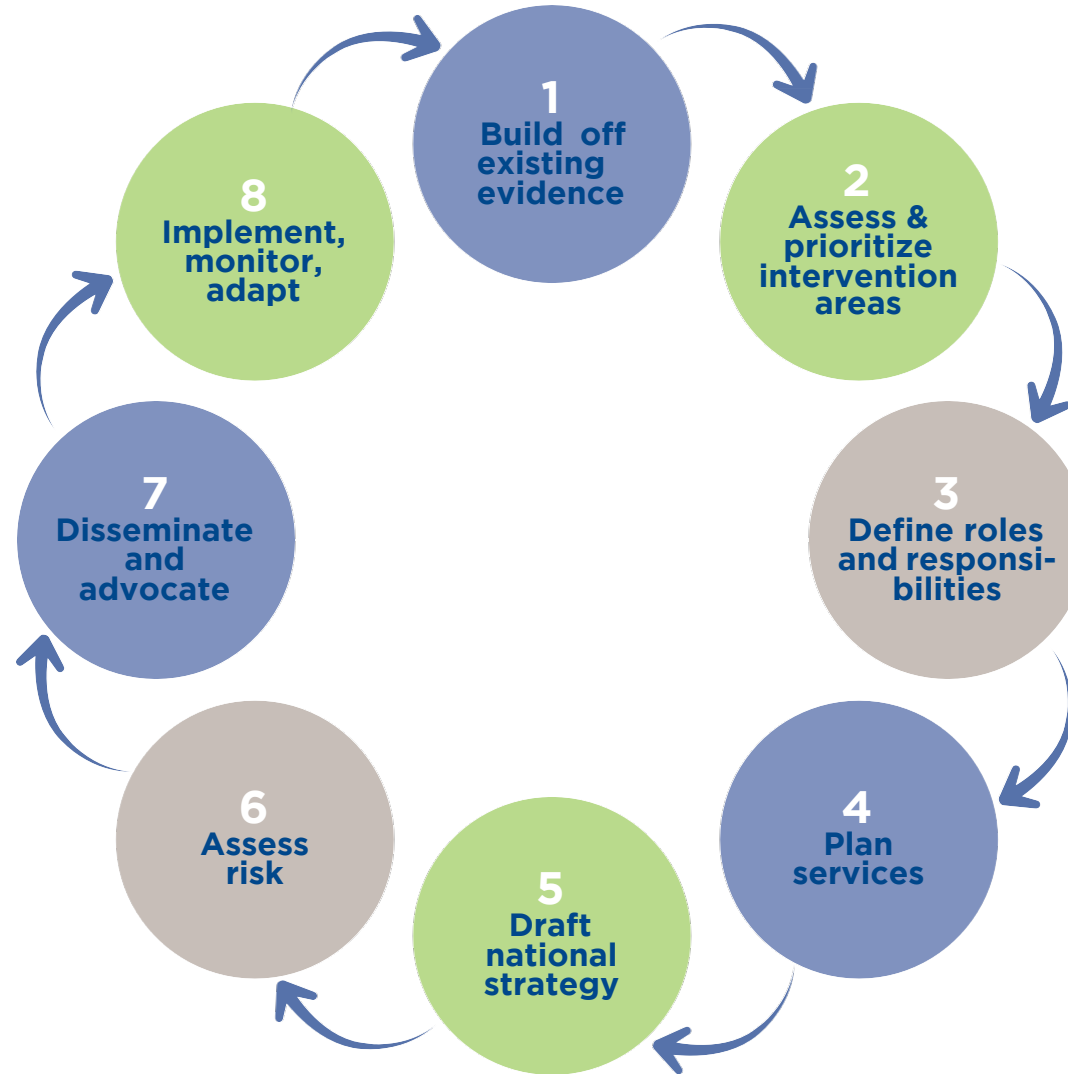 1
Build off
existing
evidence
2
Assess &
prioritize
intervention
areas
3
Define roles
and responsi-
bilities
4
Plan
services
5
Draft
national
strategy
6
Assess
risk
7
Disseminate
and
advocate
8
Implement,
monitor,
adapt